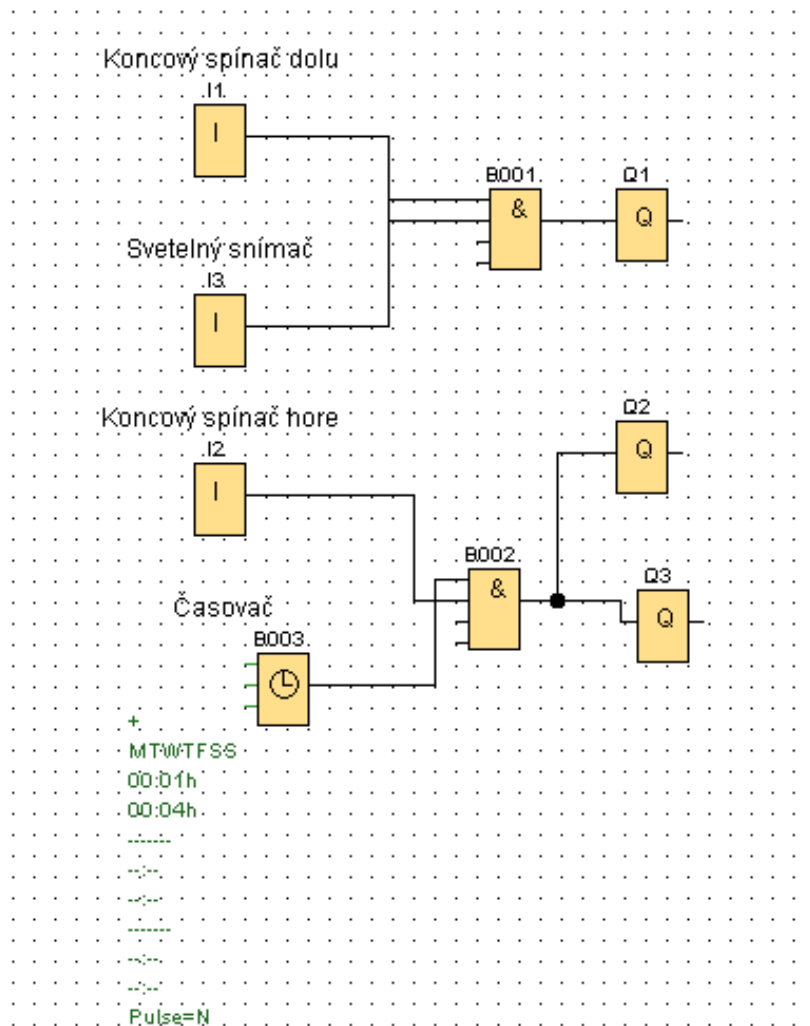 Koncový spínač dolu
I1
I
B001
&
Q1
Q
Svetelný snímač
I3
I
Koncový spínač hore
I2
I
Q2
Q
B002
&
Q3
Q
Časovač
B003
+
MTWTFSS
00:01h
00:04h
-------
--:--
--:--
-------
--:--
--:--
Pulse=N